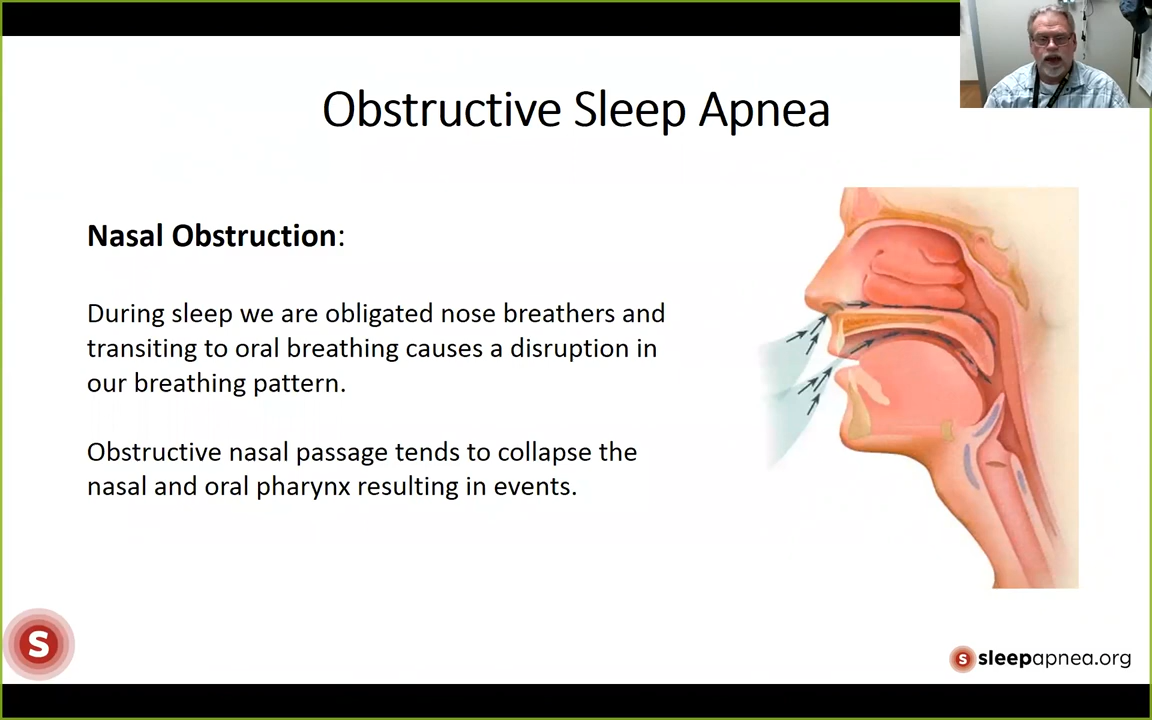 Obstructive Sleep Apnea
Nasal Obstruction:
During sleep we are obligated nose breathers and
transiting to oral breathing causes a disruption in
our breathing pattern.
Obstructive nasal passage tends to collapse the
nasal and oral pharynx resulting in events.
S
S sleepapnea.org